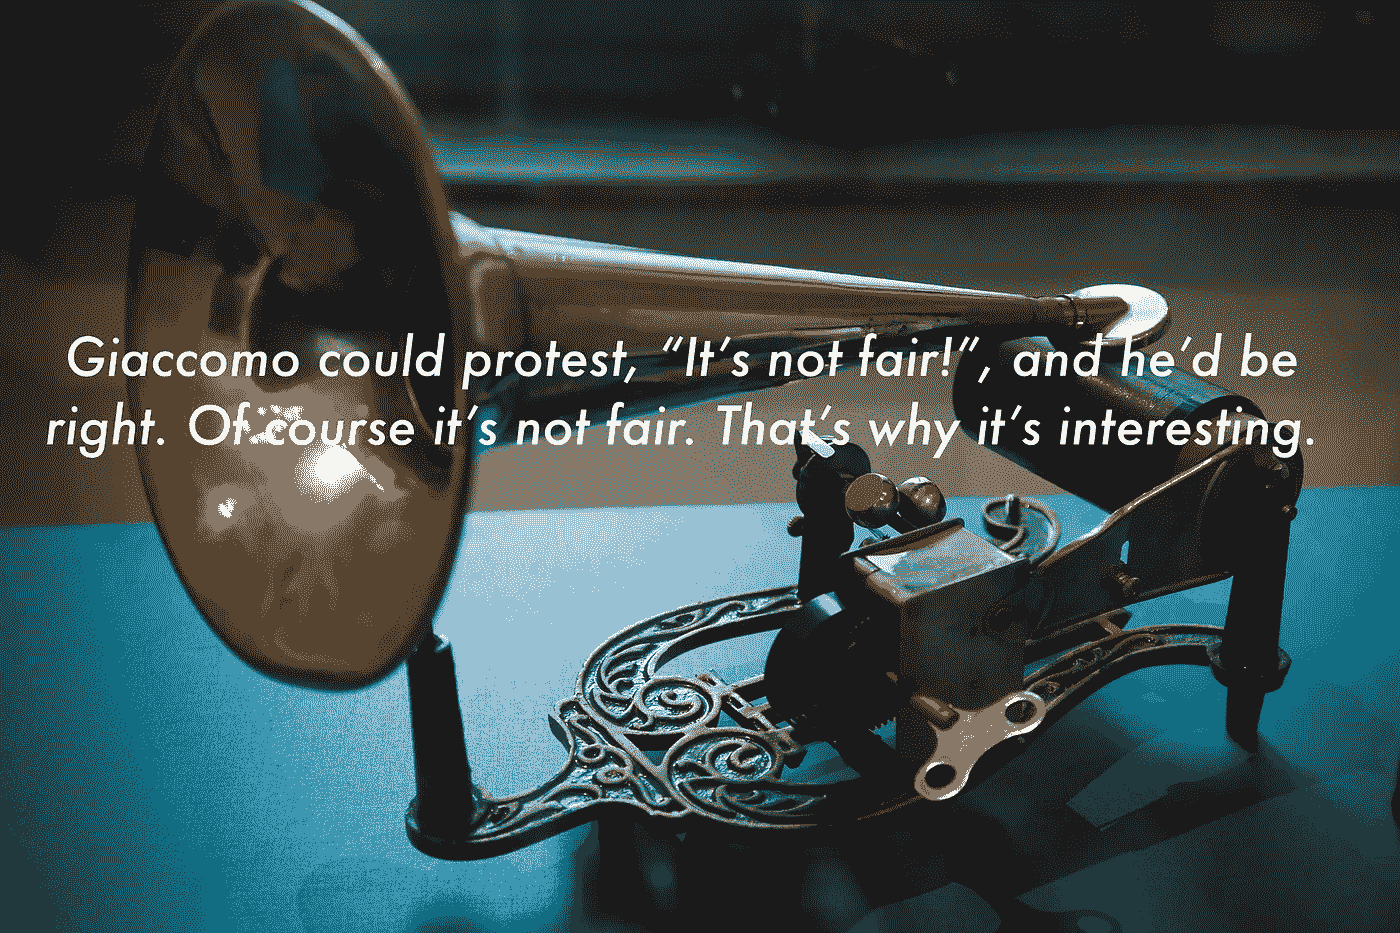 Giaccomo could protest, “It’s not fair!”, and he’d be
right. Of course it’s not fair. That’s why it’s interesting.